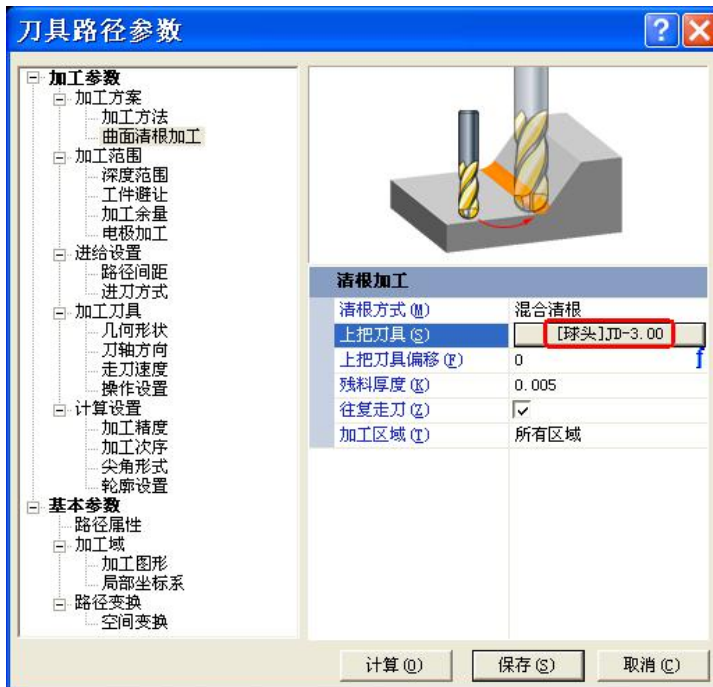 刀具路径参数
加工参数
加工方案
加工方法
曲面清根加工
加工范围
深度范围
工件避让
加工余量
电极加工
进给设置
路径间距
进刀方式
加工刀具
几何形状
刀轴方向
走刀速度
操作设置
计算设置
加工精度
加工次序
尖角形式
轮廓设置
基本参数
路径属性
加工域
加工图形
局部坐标系
路径变换
空间变换
清根加工
清根方式(M) 混合清根
上把刀具(S) [球头]JD-3.00
上把刀具偏移(F) 0 f
残料厚度(K) 0.005
往复走刀(Z)
加工区域(T) 所有区域
计算(O) 保存(S) 取消(C)